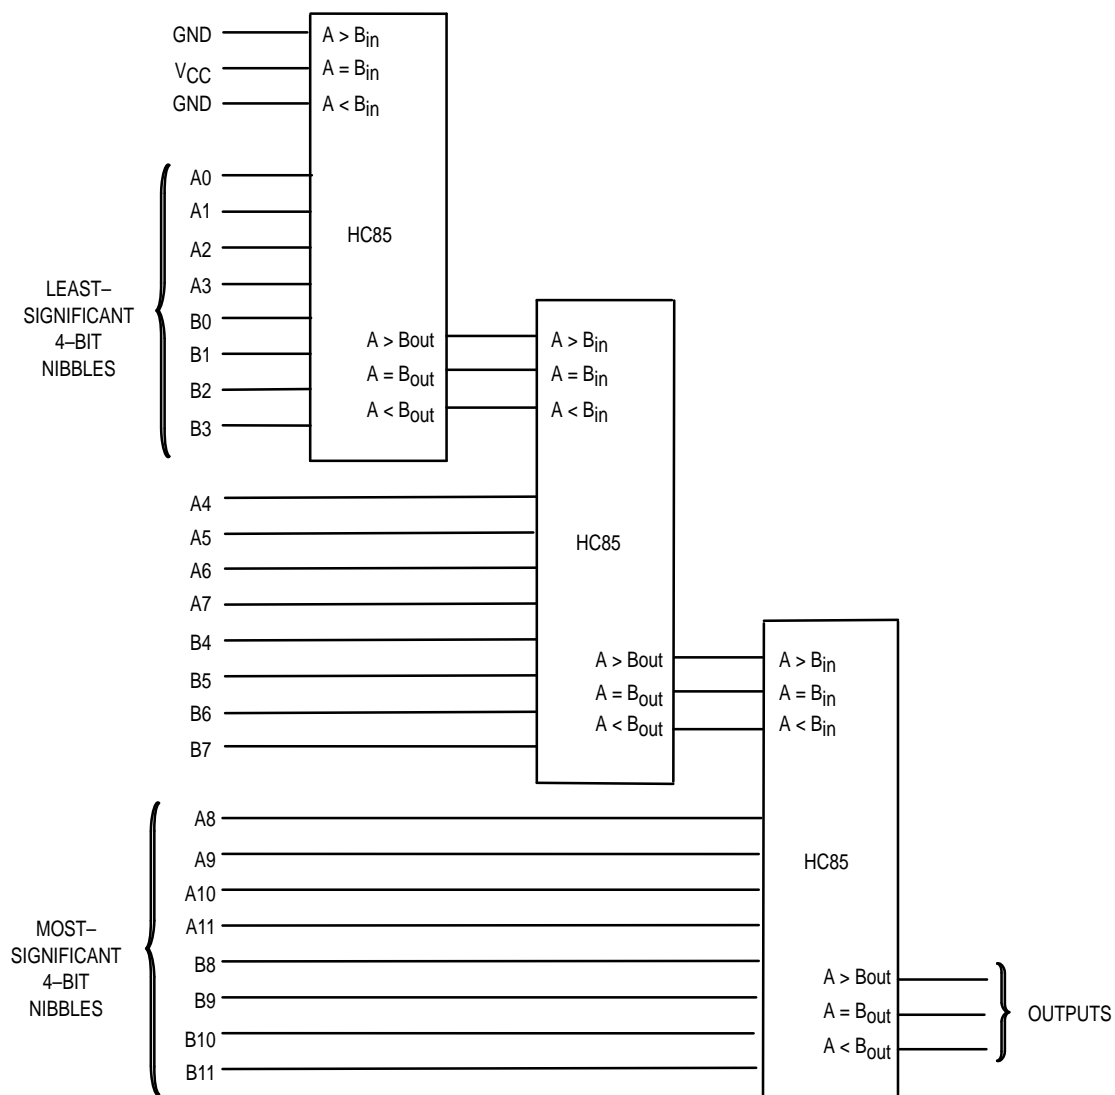 GND
VCC
GND
A > Bin
A = Bin
A < Bin
A0
A1
A2
A3
B0
B1
B2
B3
LEAST–
SIGNIFICANT
4–BIT
NIBBLES
HC85
A > Bout
A = Bout
A < Bout
A > Bin
A = Bin
A < Bin
A4
A5
A6
A7
B4
B5
B6
B7
HC85
A > Bout
A = Bout
A < Bout
A > Bin
A = Bin
A < Bin
A8
A9
A10
A11
B8
B9
B10
B11
MOST–
SIGNIFICANT
4–BIT
NIBBLES
HC85
A > Bout
A = Bout
A < Bout
OUTPUTS